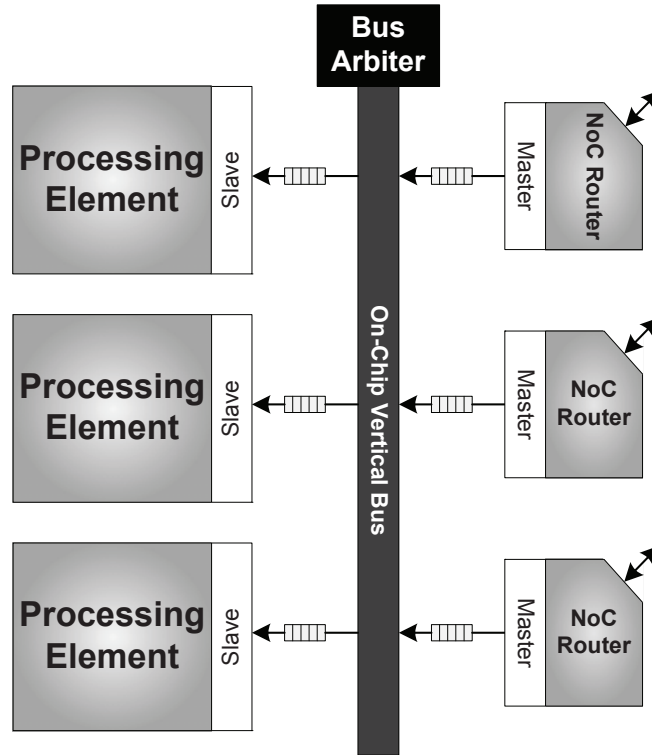 Bus
Arbiter
Processing
Element
Slave
Master
NoC Router
On-Chip Vertical Bus
Processing
Element
Slave
Master
NoC
Router
Processing
Element
Slave
Master
NoC
Router